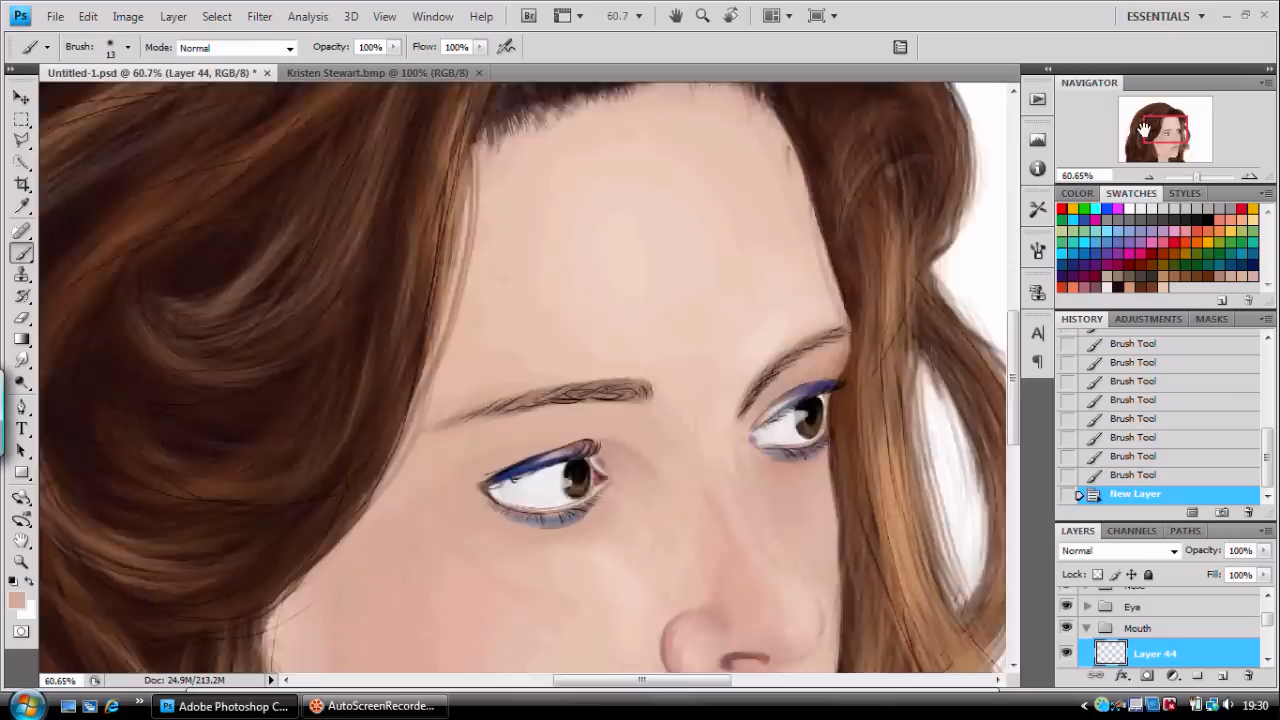 Ps File Edit Image Layer Select Filter Analysis 3D View Window Help Br 60.7 ESSENTIALS
Brush: 13 Mode: Normal Opacity: 100% Flow: 100%
Untitled-1.psd @ 60.7% (Layer 44, RGB/8) * × Kristen Stewart.bmp @ 100% (RGB/8) ×
NAVIGATOR
60.65%
COLOR SWATCHES STYLES
HISTORY ADJUSTMENTS MASKS
Brush Tool
Brush Tool
Brush Tool
Brush Tool
Brush Tool
Brush Tool
Brush Tool
Brush Tool
New Layer
LAYERS CHANNELS PATHS
Normal Opacity: 100%
Lock: Fill: 100%
Eye
Mouth
Layer 44
60.65% Doc: 24.9M/213.2M
Adobe Photoshop C... AutoScreenRecorde... 19:30